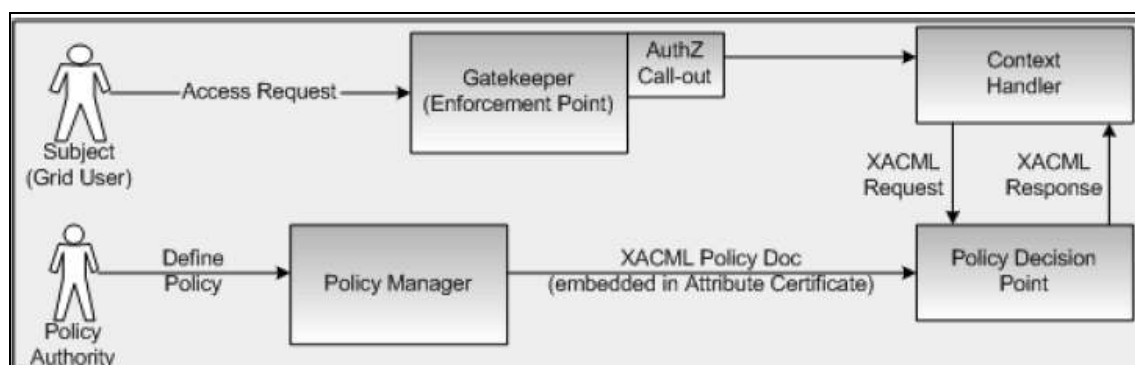 Access Request
Subject
(Grid User)
Gatekeeper
(Enforcement Point)
AuthZ
Call-out
Context
Handler
XACML
Request
XACML
Response
Policy
Authority
Define
Policy
Policy Manager
XACML Policy Doc
(embedded in Attribute Certificate)
Policy Decision
Point